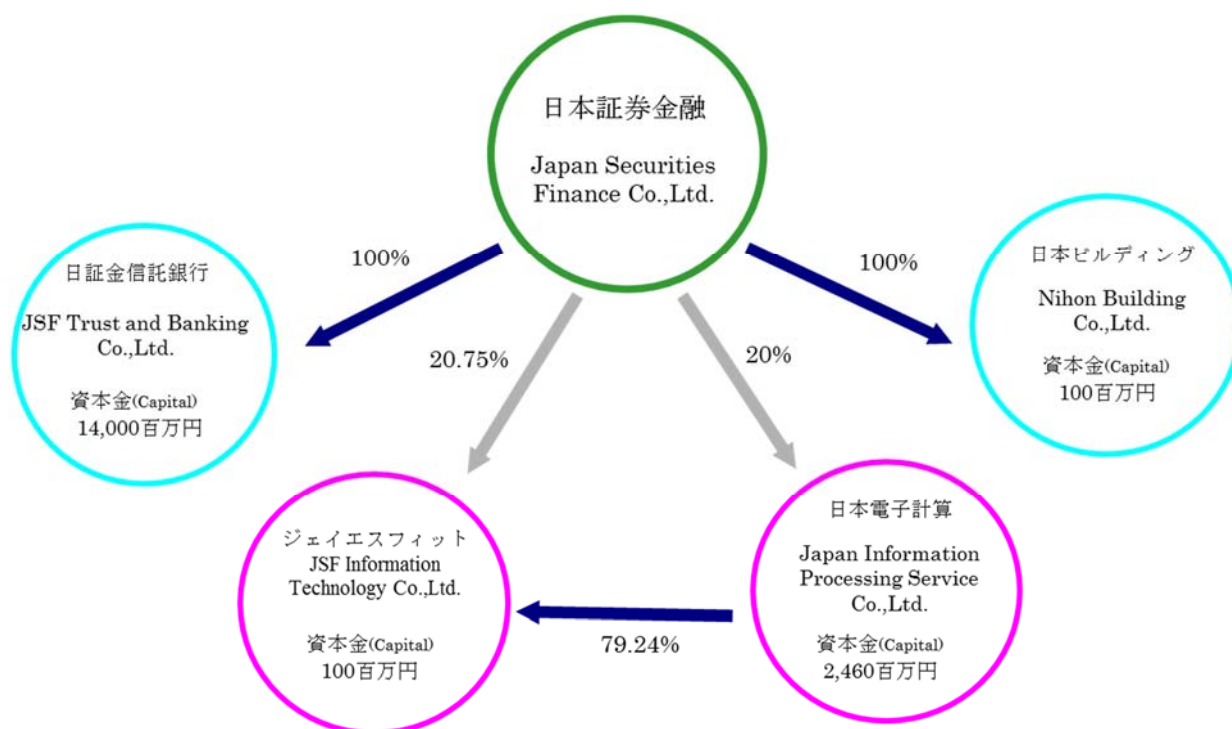 日本証券金融
Japan Securities
Finance Co.,Ltd.
100%
100%
20.75%
20%
日証金信託銀行
JSF Trust and Banking
Co.,Ltd.
資本金(Capital)
14,000百万円
日本ビルディング
Nihon Building
Co.,Ltd.
資本金(Capital)
100百万円
ジェイエスフィット
JSF Information
Technology Co.,Ltd.
資本金(Capital)
100百万円
79.24%
日本電子計算
Japan Information
Processing Service
Co.,Ltd.
資本金(Capital)
2,460百万円